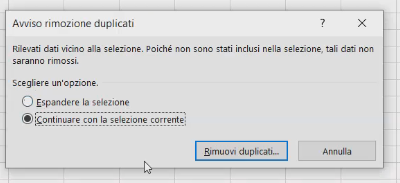 Avviso rimozione duplicati
Rilevati dati vicino alla selezione. Poiché non sono stati inclusi nella selezione, tali dati non
saranno rimossi.
Scegliere un'opzione.
Espandere la selezione
Continuare con la selezione corrente
Rimuovi duplicati... Annulla